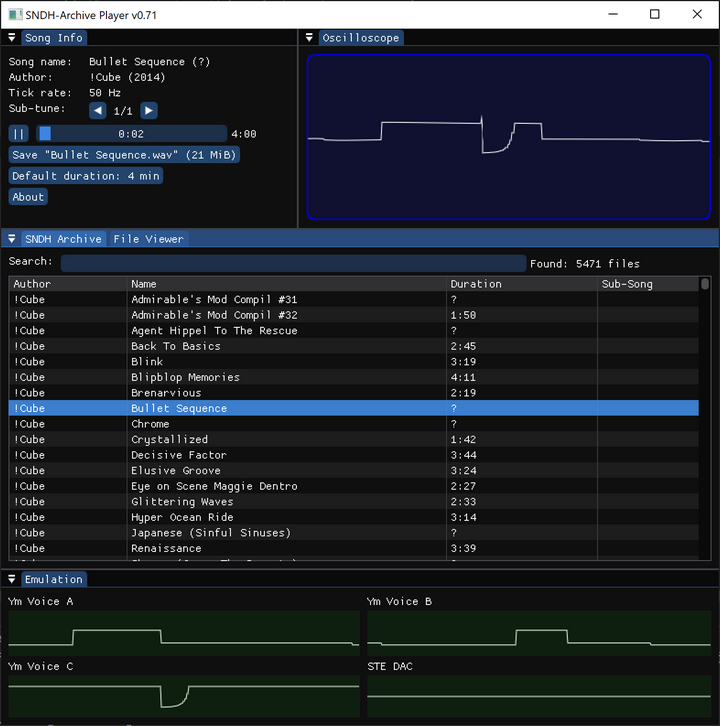 SNDH-Archive Player v0.71
Song Info
Song name: Bullet Sequence (?)
Author: !Cube (2014)
Tick rate: 50 Hz
Sub-tune: 1/1
0:02 4:00
Save "Bullet Sequence.wav" (21 MiB)
Default duration: 4 min
About
Oscilloscope
SNDH Archive File Viewer
Search: Found: 5471 files
Author Name Duration Sub-Song
!Cube Admirable's Mod Compil #31 ?
!Cube Admirable's Mod Compil #32 1:50
!Cube Agent Hippel To The Rescue ?
!Cube Back To Basics 2:45
!Cube Blink 3:19
!Cube Blipblop Memories 4:11
!Cube Brenarvious 2:19
!Cube Bullet Sequence ?
!Cube Chrome ?
!Cube Crystallized 1:42
!Cube Decisive Factor 3:44
!Cube Elusive Groove 3:24
!Cube Eye on Scene Maggie Dentro 2:27
!Cube Glittering Waves 2:33
!Cube Hyper Ocean Ride 3:14
!Cube Japanese (Sinful Sinuses) ?
!Cube Renaissance 3:39
Emulation
Ym Voice A
Ym Voice B
Ym Voice C
STE DAC